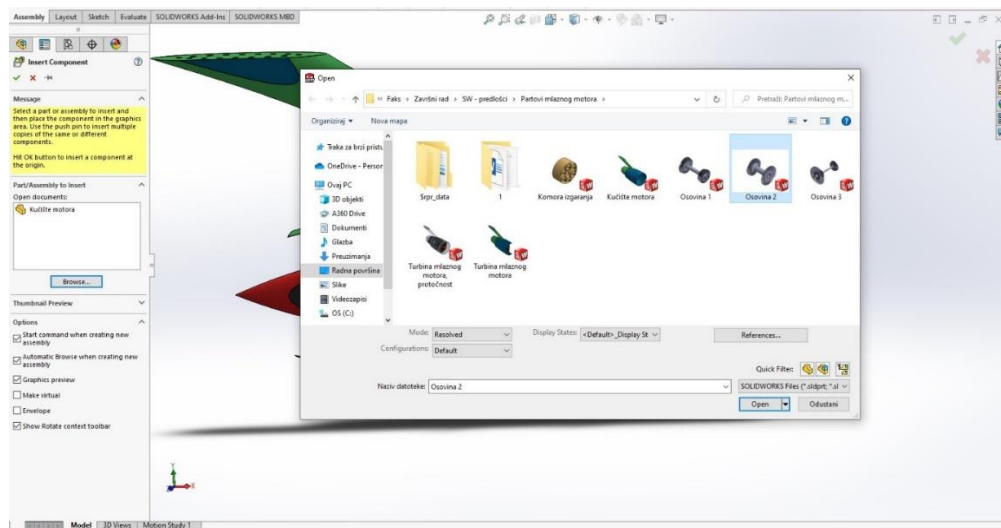 Assembly Layout Sketch Evaluate SOLIDWORKS Add-Ins SOLIDWORKS MBD
Insert Component
Message
Select a part or assembly to insert and
then place the component in the graphics
area. Use the push pin to insert multiple
copies of the same or different
components.
Hit OK button to insert a component at
the origin.
Part/Assembly to Insert
Open documents:
Kućište motora
Browse...
Thumbnail Preview
Options
Start command when creating new
assembly
Automatic Browse when creating new
assembly
Graphics preview
Make virtual
Envelope
Show Rotate context toolbar
Open
« Faks > Završni rad > SW - predlošci > Partovi mlaznog motora >
Pretraži: Partovi mlaznog m...
Organiziraj Nova mapa
Traka za brzi pristu
OneDrive - Person
Ovaj PC
3D objekti
A360 Drive
Dokumenti
Glazba
Preuzimanja
Radna površina
Slike
Videozapisi
OS (C:)
Srpr_data
1
Komora izgaranja
Kućište motora
Osovina 1
Osovina 2
Osovina 3
Turbina mlaznog
motora,
protočnost
Turbina mlaznog
motora
Mode: Resolved
Display States: <Default>_Display St
References...
Configurations: Default
Quick Filter:
Naziv datoteke: Osovina 2
SOLIDWORKS Files (*.sldprt; *.sl
Open Odustani
Y
X
Model 3D Views Motion Study 1